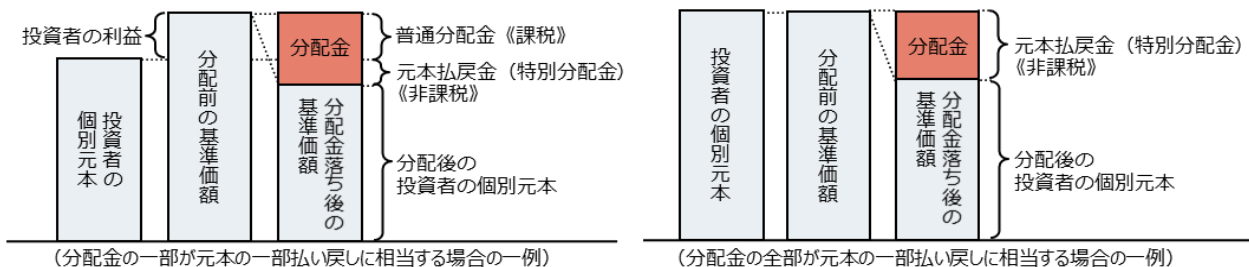 投資者の利益
投資者の
個別元本
分配前の基準価額
分配金
分配金落ち後の
基準価額
普通分配金《課税》
元本払戻金（特別分配金）
《非課税》
分配後の
投資者の個別元本
（分配金の一部が元本の一部払い戻しに相当する場合の一例）
投資者の個別元本
分配前の基準価額
分配金
分配金落ち後の
基準価額
元本払戻金（特別分配金）
《非課税》
分配後の
投資者の個別元本
（分配金の全部が元本の一部払い戻しに相当する場合の一例）